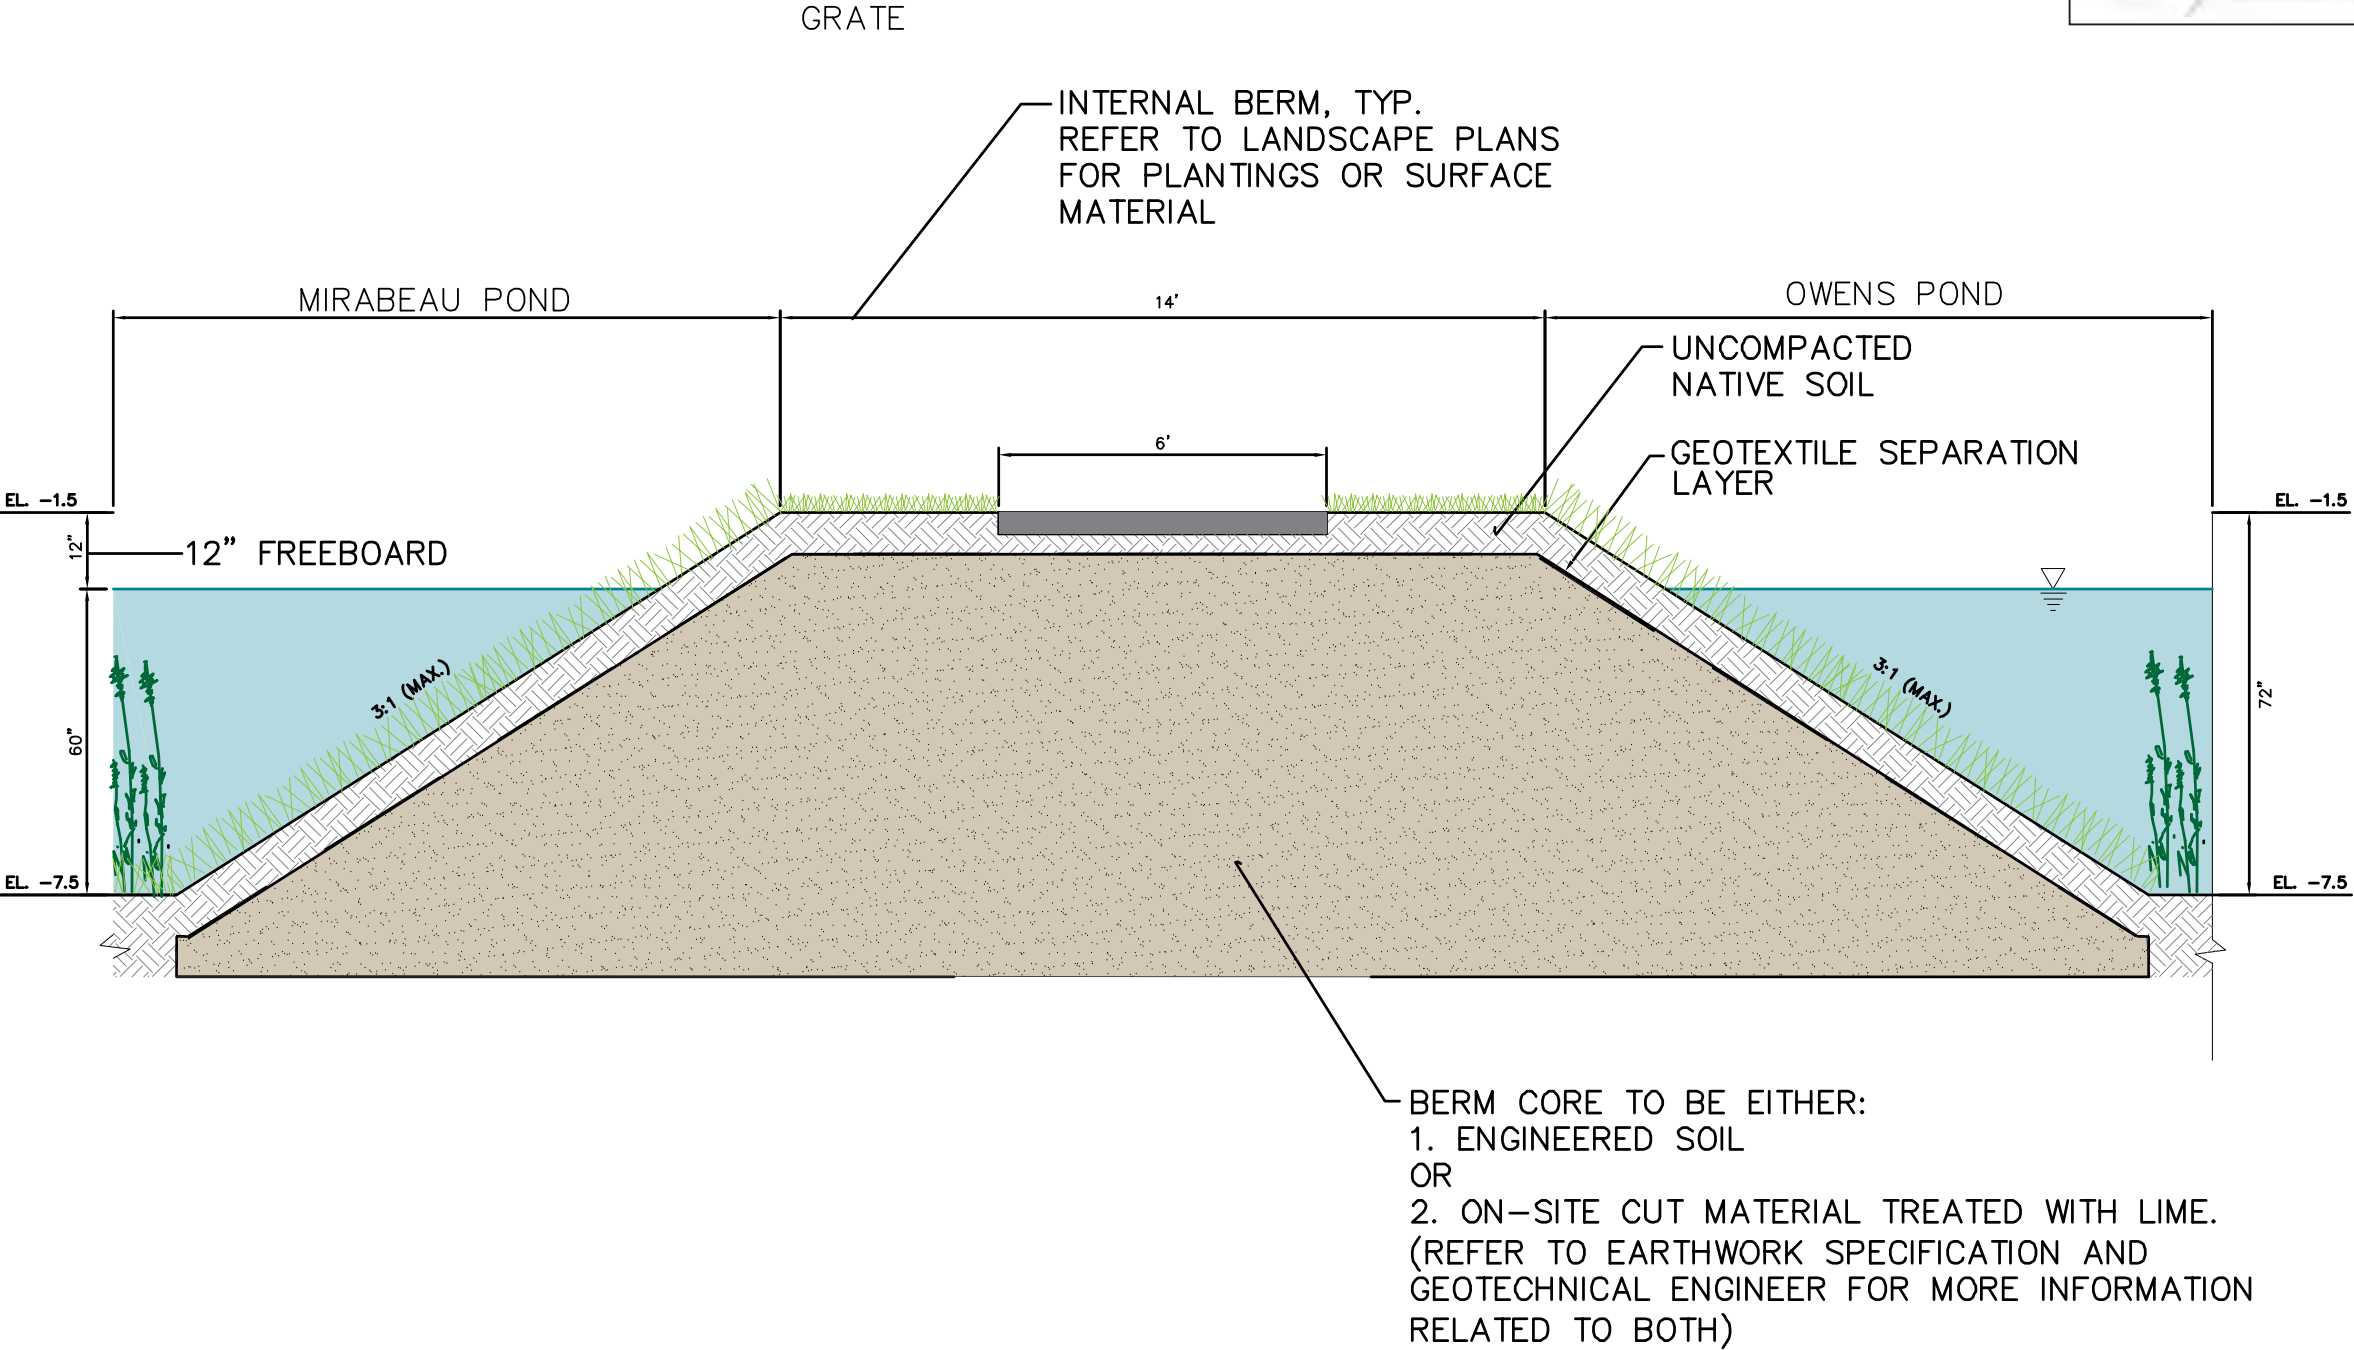 GRATE
INTERNAL BERM, TYP.
REFER TO LANDSCAPE PLANS
FOR PLANTINGS OR SURFACE
MATERIAL
MIRABEAU POND
14'
OWENS POND
UNCOMPACTED
NATIVE SOIL
6'
GEOTEXTILE SEPARATION
LAYER
EL. -1.5
EL. -1.5
12"
12" FREEBOARD
3:1 (MAX.)
3:1 (MAX.)
60"
72"
EL. -7.5
EL. -7.5
BERM CORE TO BE EITHER:
1. ENGINEERED SOIL
OR
2. ON-SITE CUT MATERIAL TREATED WITH LIME.
(REFER TO EARTHWORK SPECIFICATION AND
GEOTECHNICAL ENGINEER FOR MORE INFORMATION
RELATED TO BOTH)